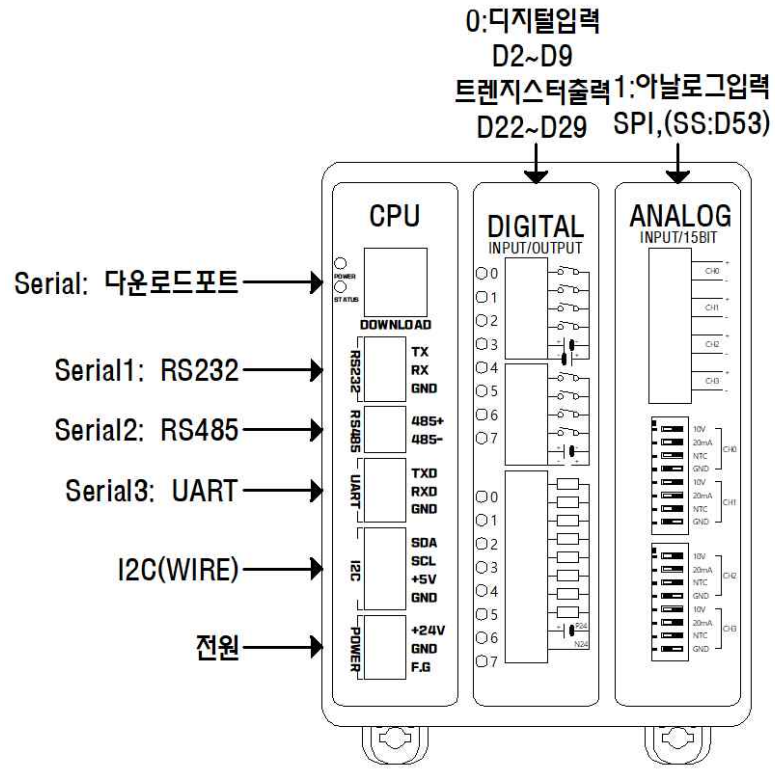 0:디지털입력
D2~D9
트렌지스터출력
D22~D29
1:아날로그입력
SPI,(SS:D53)
Serial: 다운로드포트
Serial1: RS232
Serial2: RS485
Serial3: UART
I2C(WIRE)
전원
CPU
POWER
STATUS
DOWNLOAD
RS232
TX
RX
GND
RS485
485+
485-
UART
TXD
RXD
GND
I2C
SDA
SCL
+5V
GND
POWER
+24V
GND
F.G
DIGITAL
INPUT/OUTPUT
0
1
2
3
4
5
6
7
+ -
- +
+ -
- +
0
1
2
3
4
5
6
7
+ - P24
N24
ANALOG
INPUT/15BIT
+
CH0
-
+
CH1
-
+
CH2
-
+
CH3
-
10V
20mA
NTC
GND
CH0
10V
20mA
NTC
GND
CH1
10V
20mA
NTC
GND
CH2
10V
20mA
NTC
GND
CH3